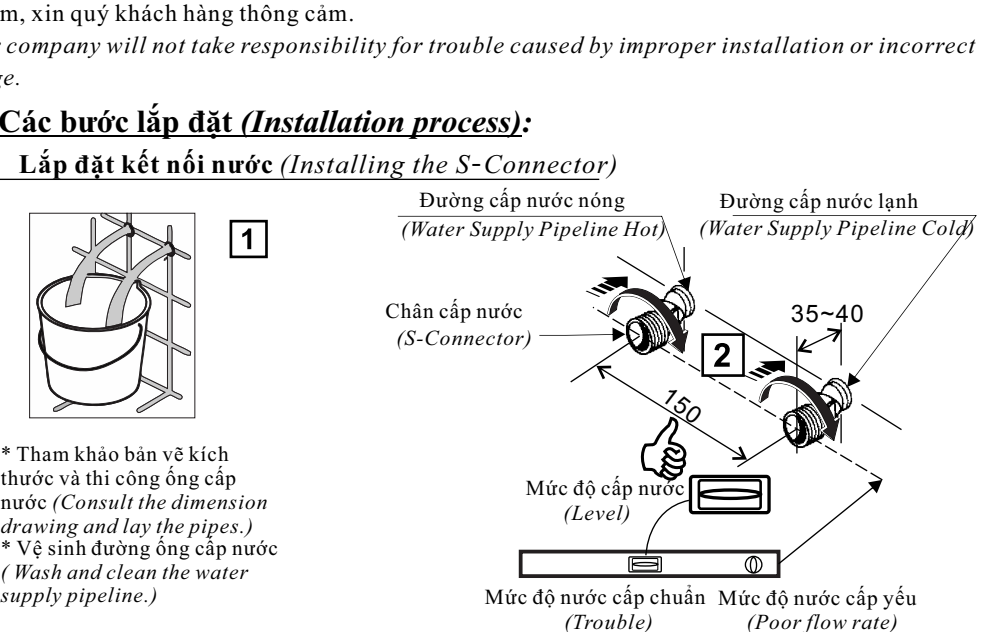 m, xin quý khách hàng thông cảm.
company will not take responsibility for trouble caused by improper installation or incorrect
ge.
Các bước lắp đặt (Installation process):
Lắp đặt kết nối nước (Installing the S-Connector)
Đường cấp nước nóng
(Water Supply Pipeline Hot)
Đường cấp nước lạnh
(Water Supply Pipeline Cold)
1
Chân cấp nước
(S-Connector)
35~40
2
150
* Tham khảo bản vẽ kích
thước và thi công ống cấp
nước (Consult the dimension
drawing and lay the pipes.)
* Vệ sinh đường ống cấp nước
( Wash and clean the water
supply pipeline.)
Mức độ cấp nước
(Level)
Mức độ nước cấp chuẩn
(Trouble)
Mức độ nước cấp yếu
(Poor flow rate)